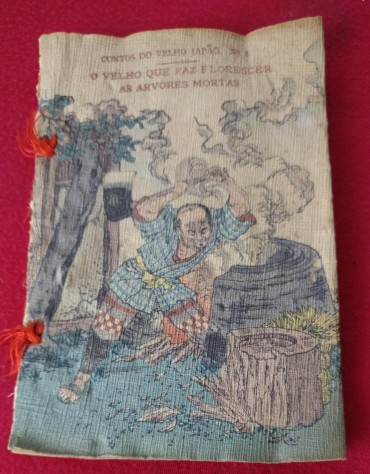 CONTOS DO VELHO JAPÃO, Nº
O VELHO QUE FAZ FLORESCER
AS ARVORES MORTAS